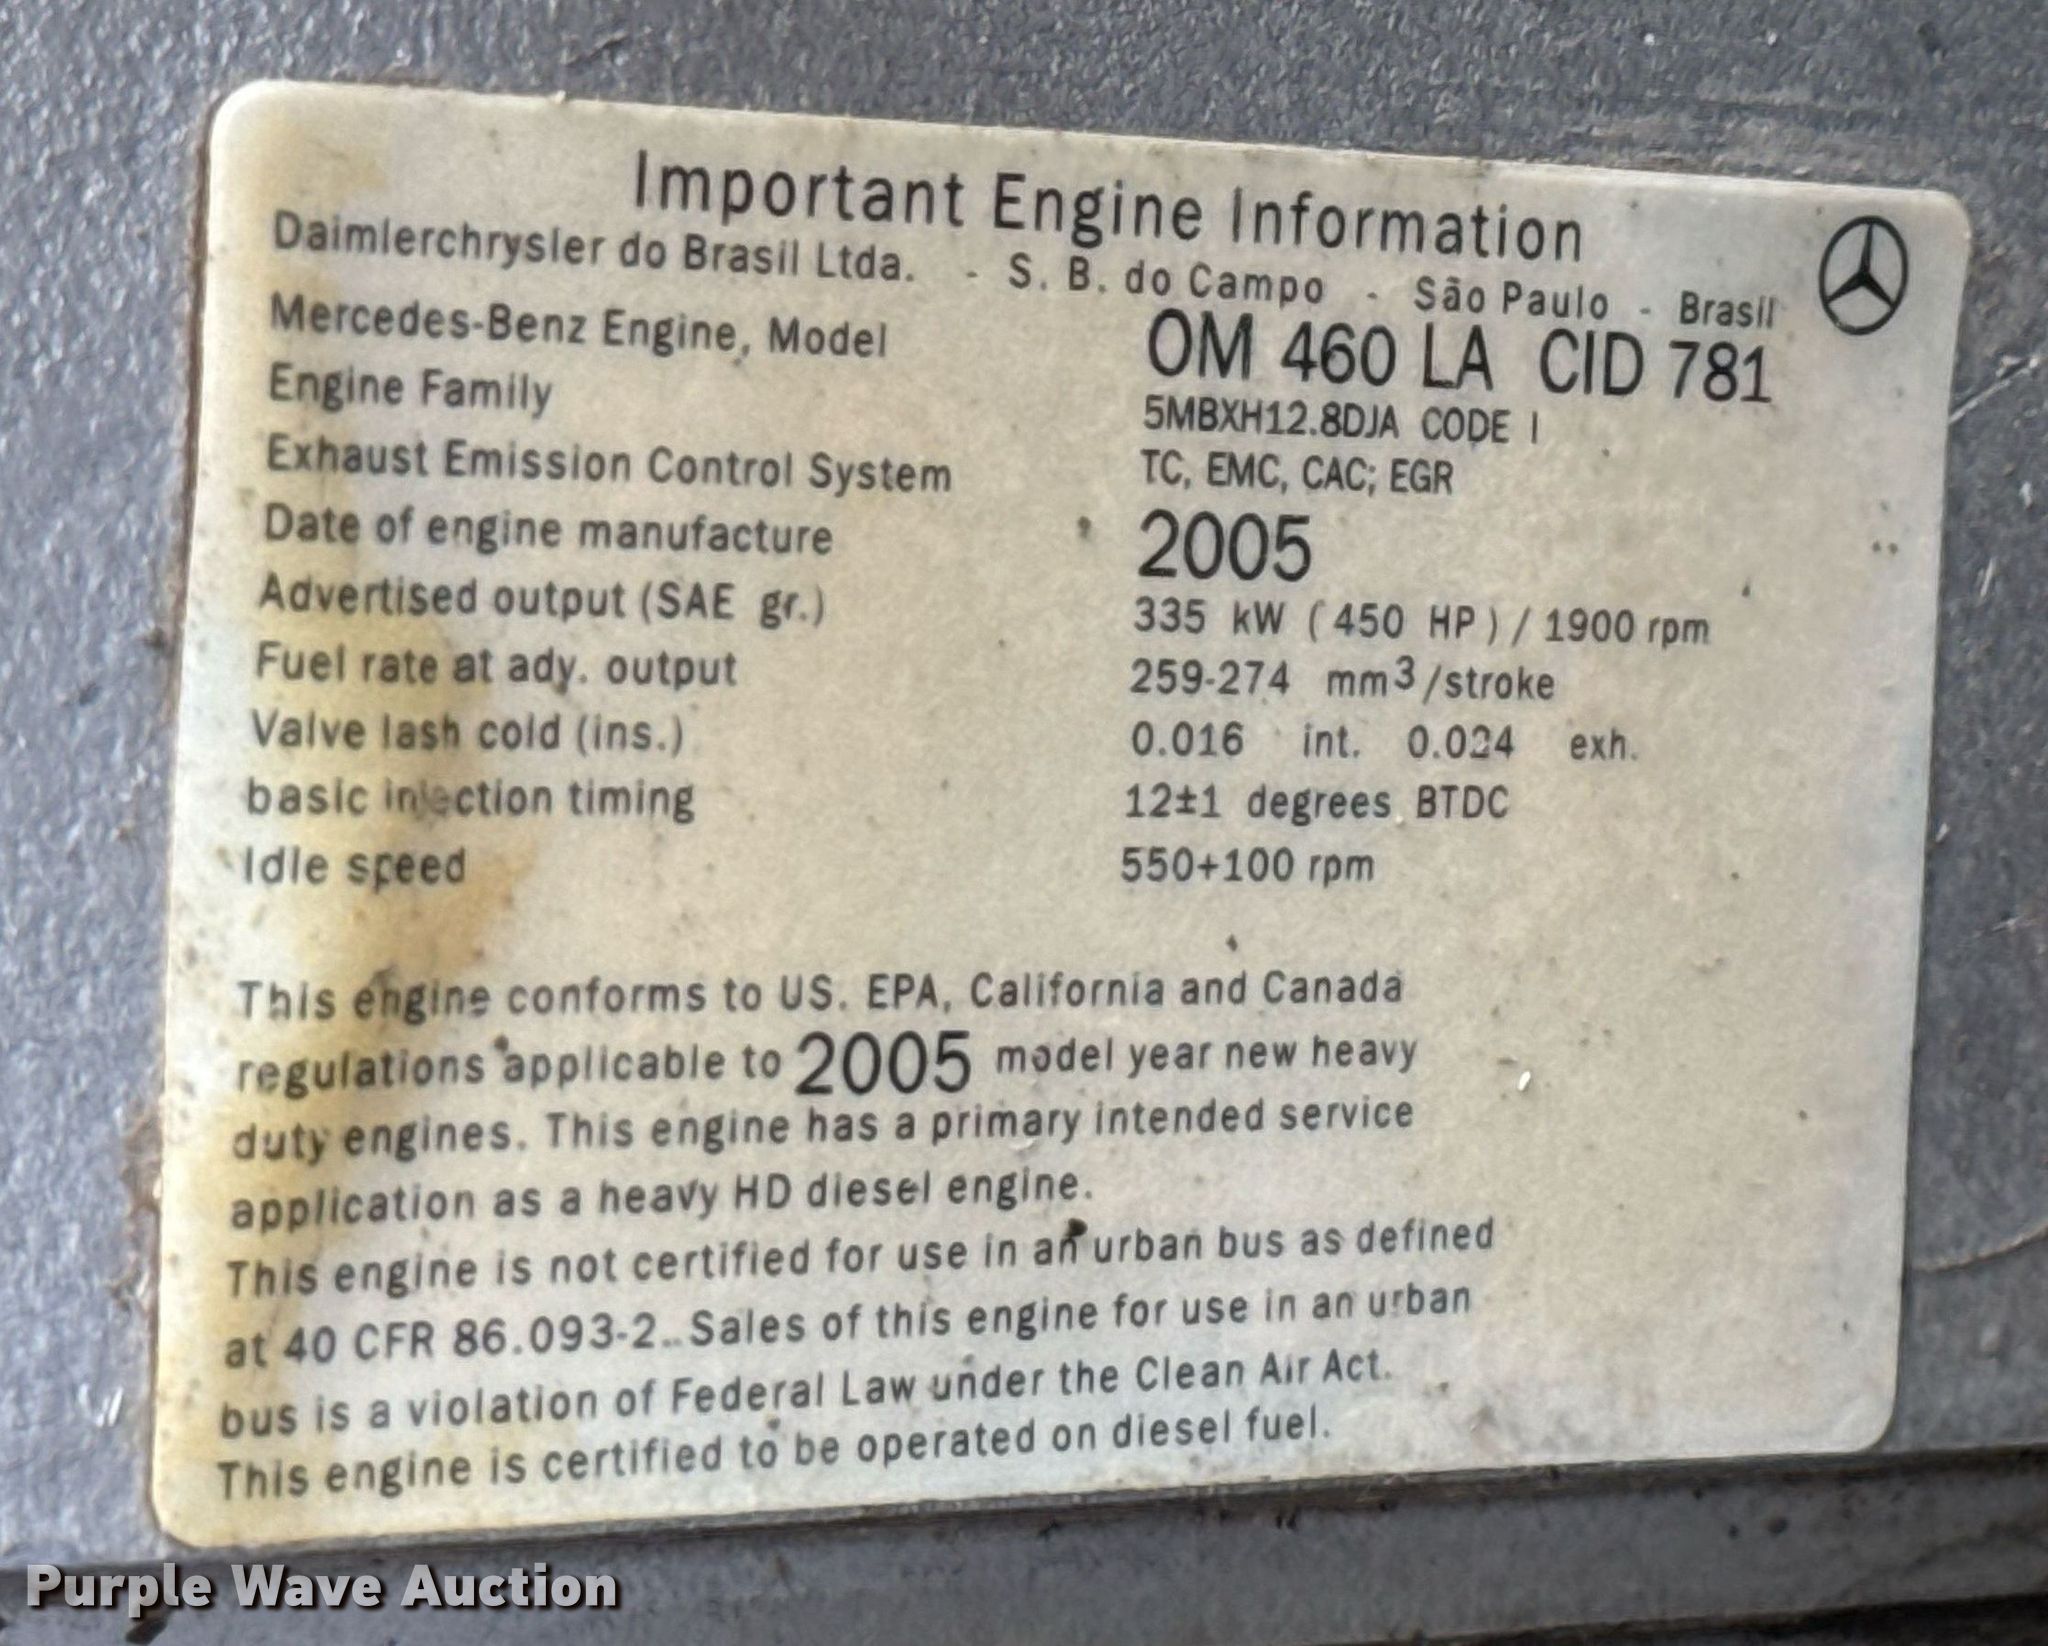 Important Engine Information
Daimlerchrysler do Brasil Ltda. - S. B. do Campo - São Paulo - Brasil
Mercedes-Benz Engine, Model OM 460 LA CID 781
Engine Family 5MBXH12.8DJA CODE I
Exhaust Emission Control System TC, EMC, CAC; EGR
Date of engine manufacture 2005
Advertised output (SAE gr.) 335 kW ( 450 HP ) / 1900 rpm
Fuel rate at ady. output 259-274 mm3/stroke
Valve lash cold (ins.) 0.016 int. 0.024 exh.
basic injection timing 12±1 degrees BTDC
Idle speed 550+100 rpm
This engine conforms to US. EPA, California and Canada
regulations applicable to 2005 model year new heavy
duty engines. This engine has a primary intended service
application as a heavy HD diesel engine.
This engine is not certified for use in an urban bus as defined
at 40 CFR 86.093-2. Sales of this engine for use in an urban
bus is a violation of Federal Law under the Clean Air Act.
This engine is certified to be operated on diesel fuel.
Purple Wave Auction